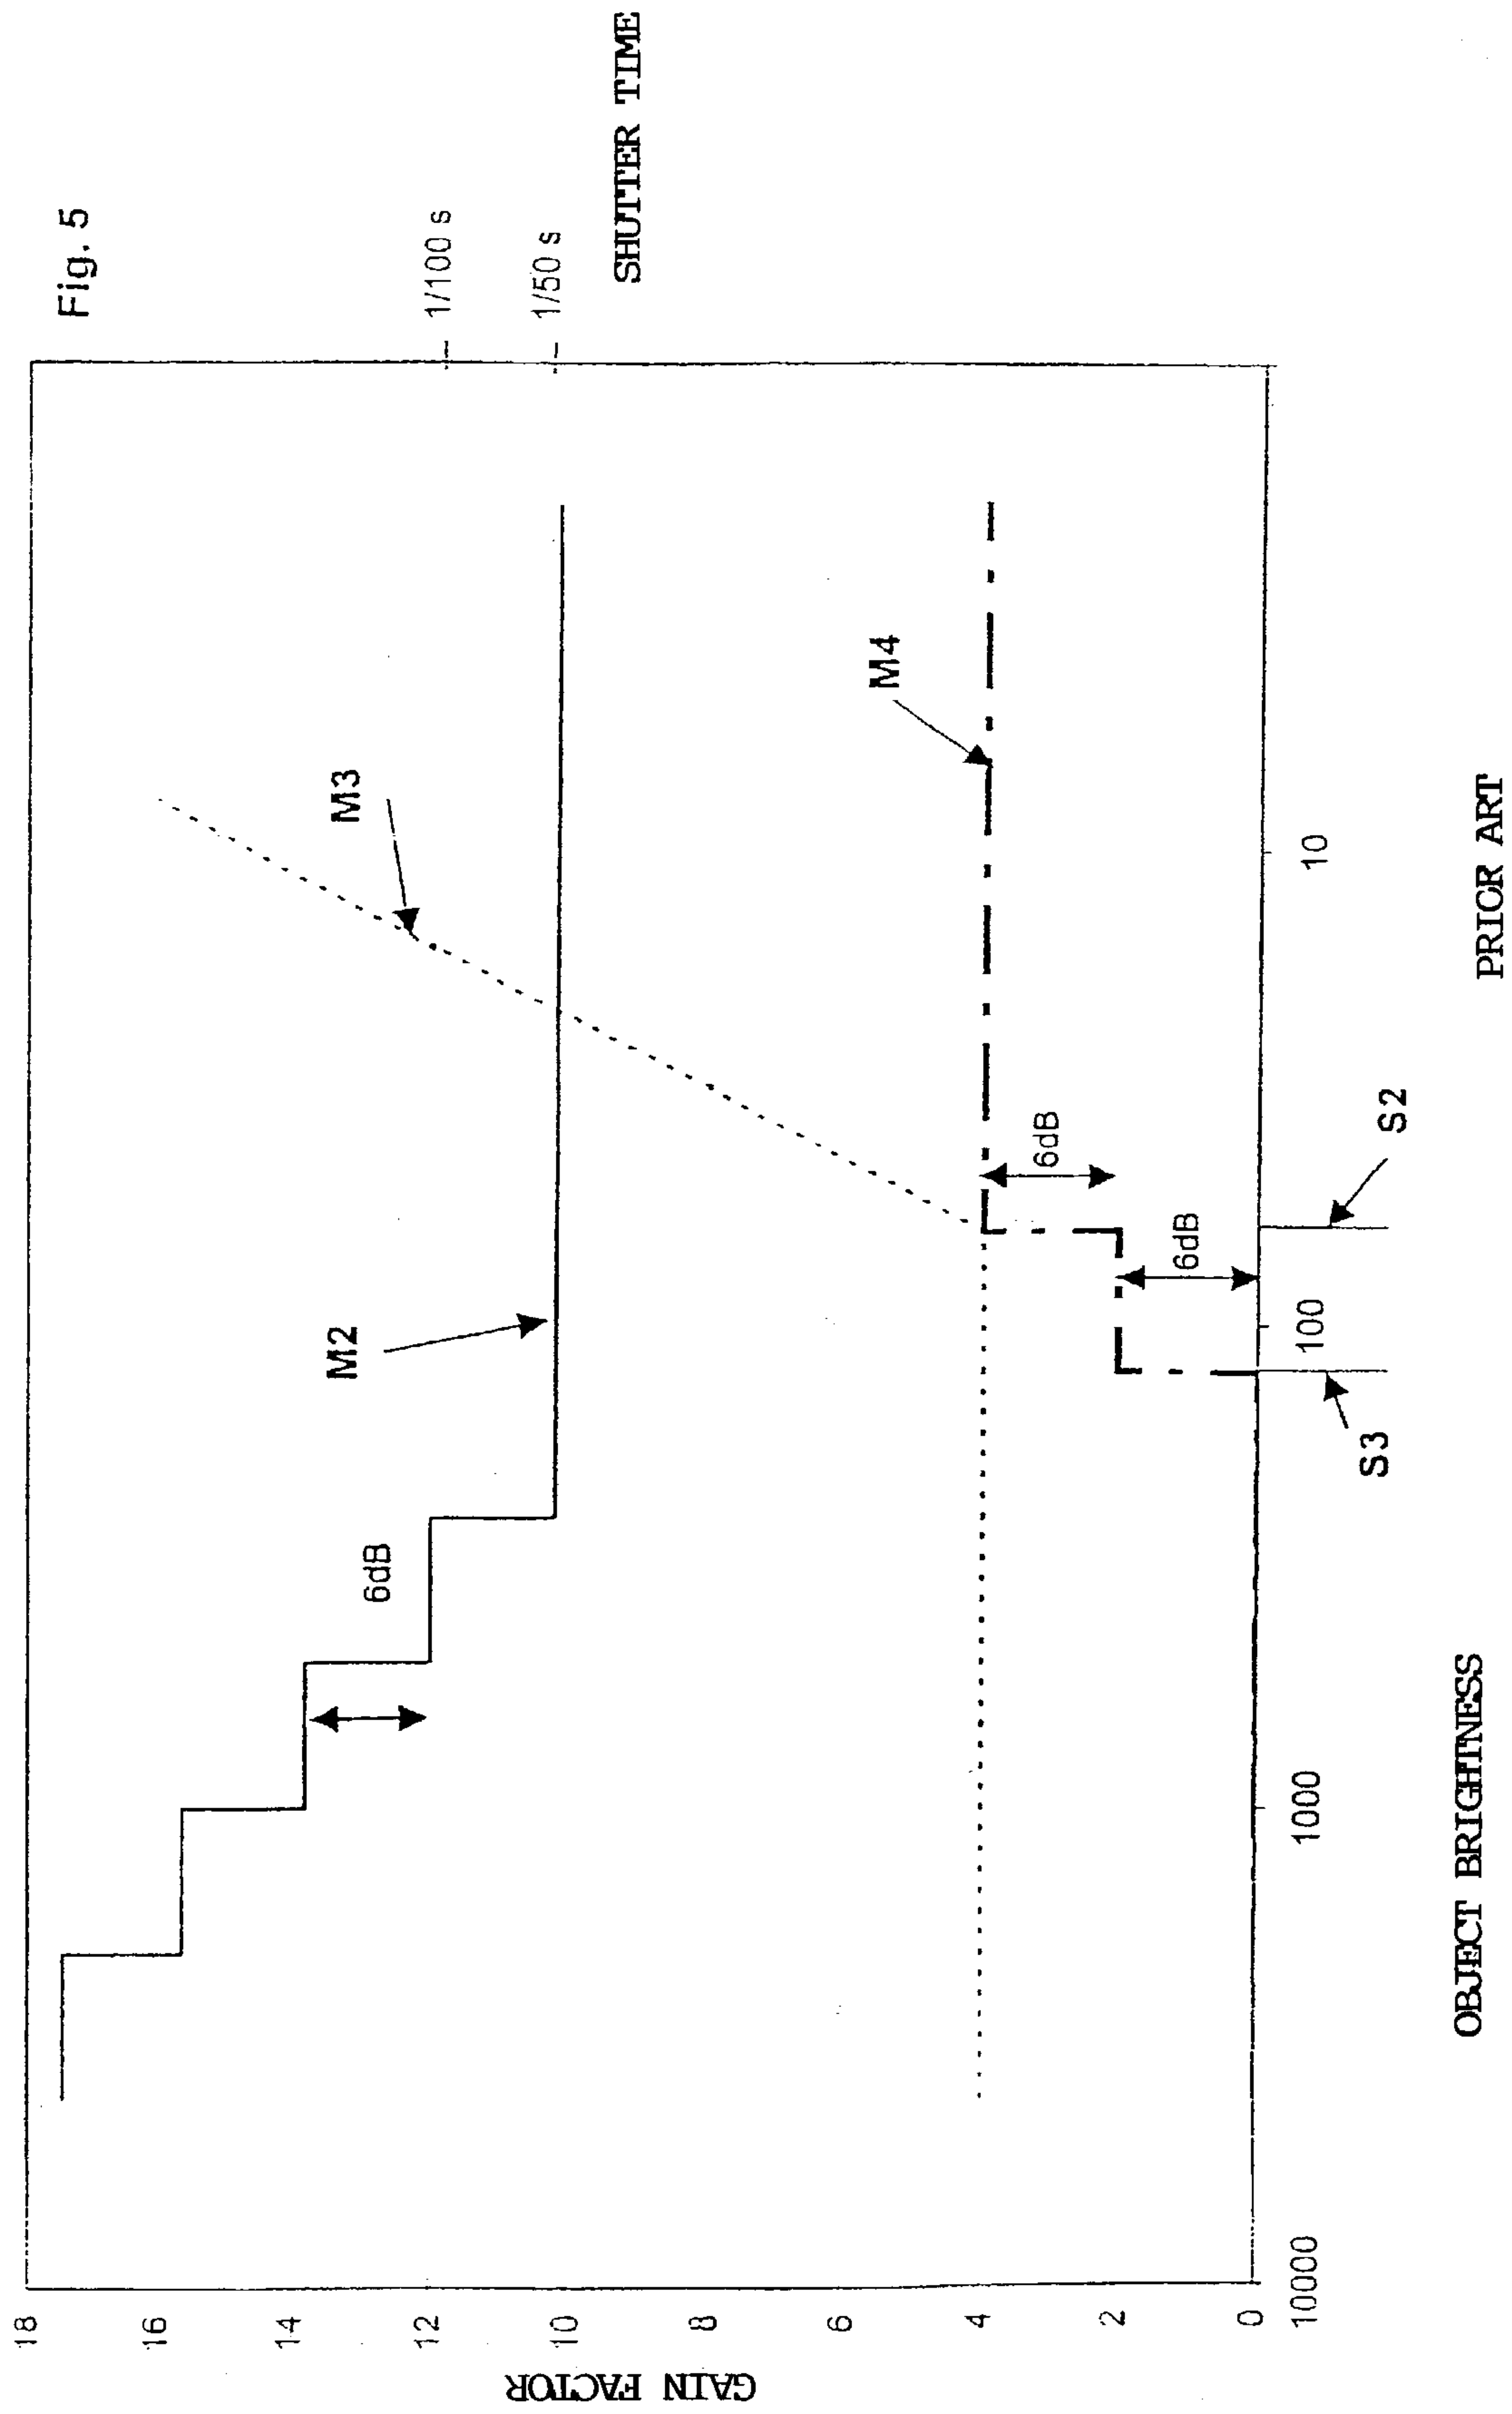 Fig. 5
18
16
14
12
10
8
6
4
2
0
GAIN FACTOR
10000
1000
100
10
OBJECT BRIGHTNESS
PRIOR ART
1/100 s
1/50 s
SHUTTER TIME
6dB
M2
M3
M4
6dB
6dB
S3
S2